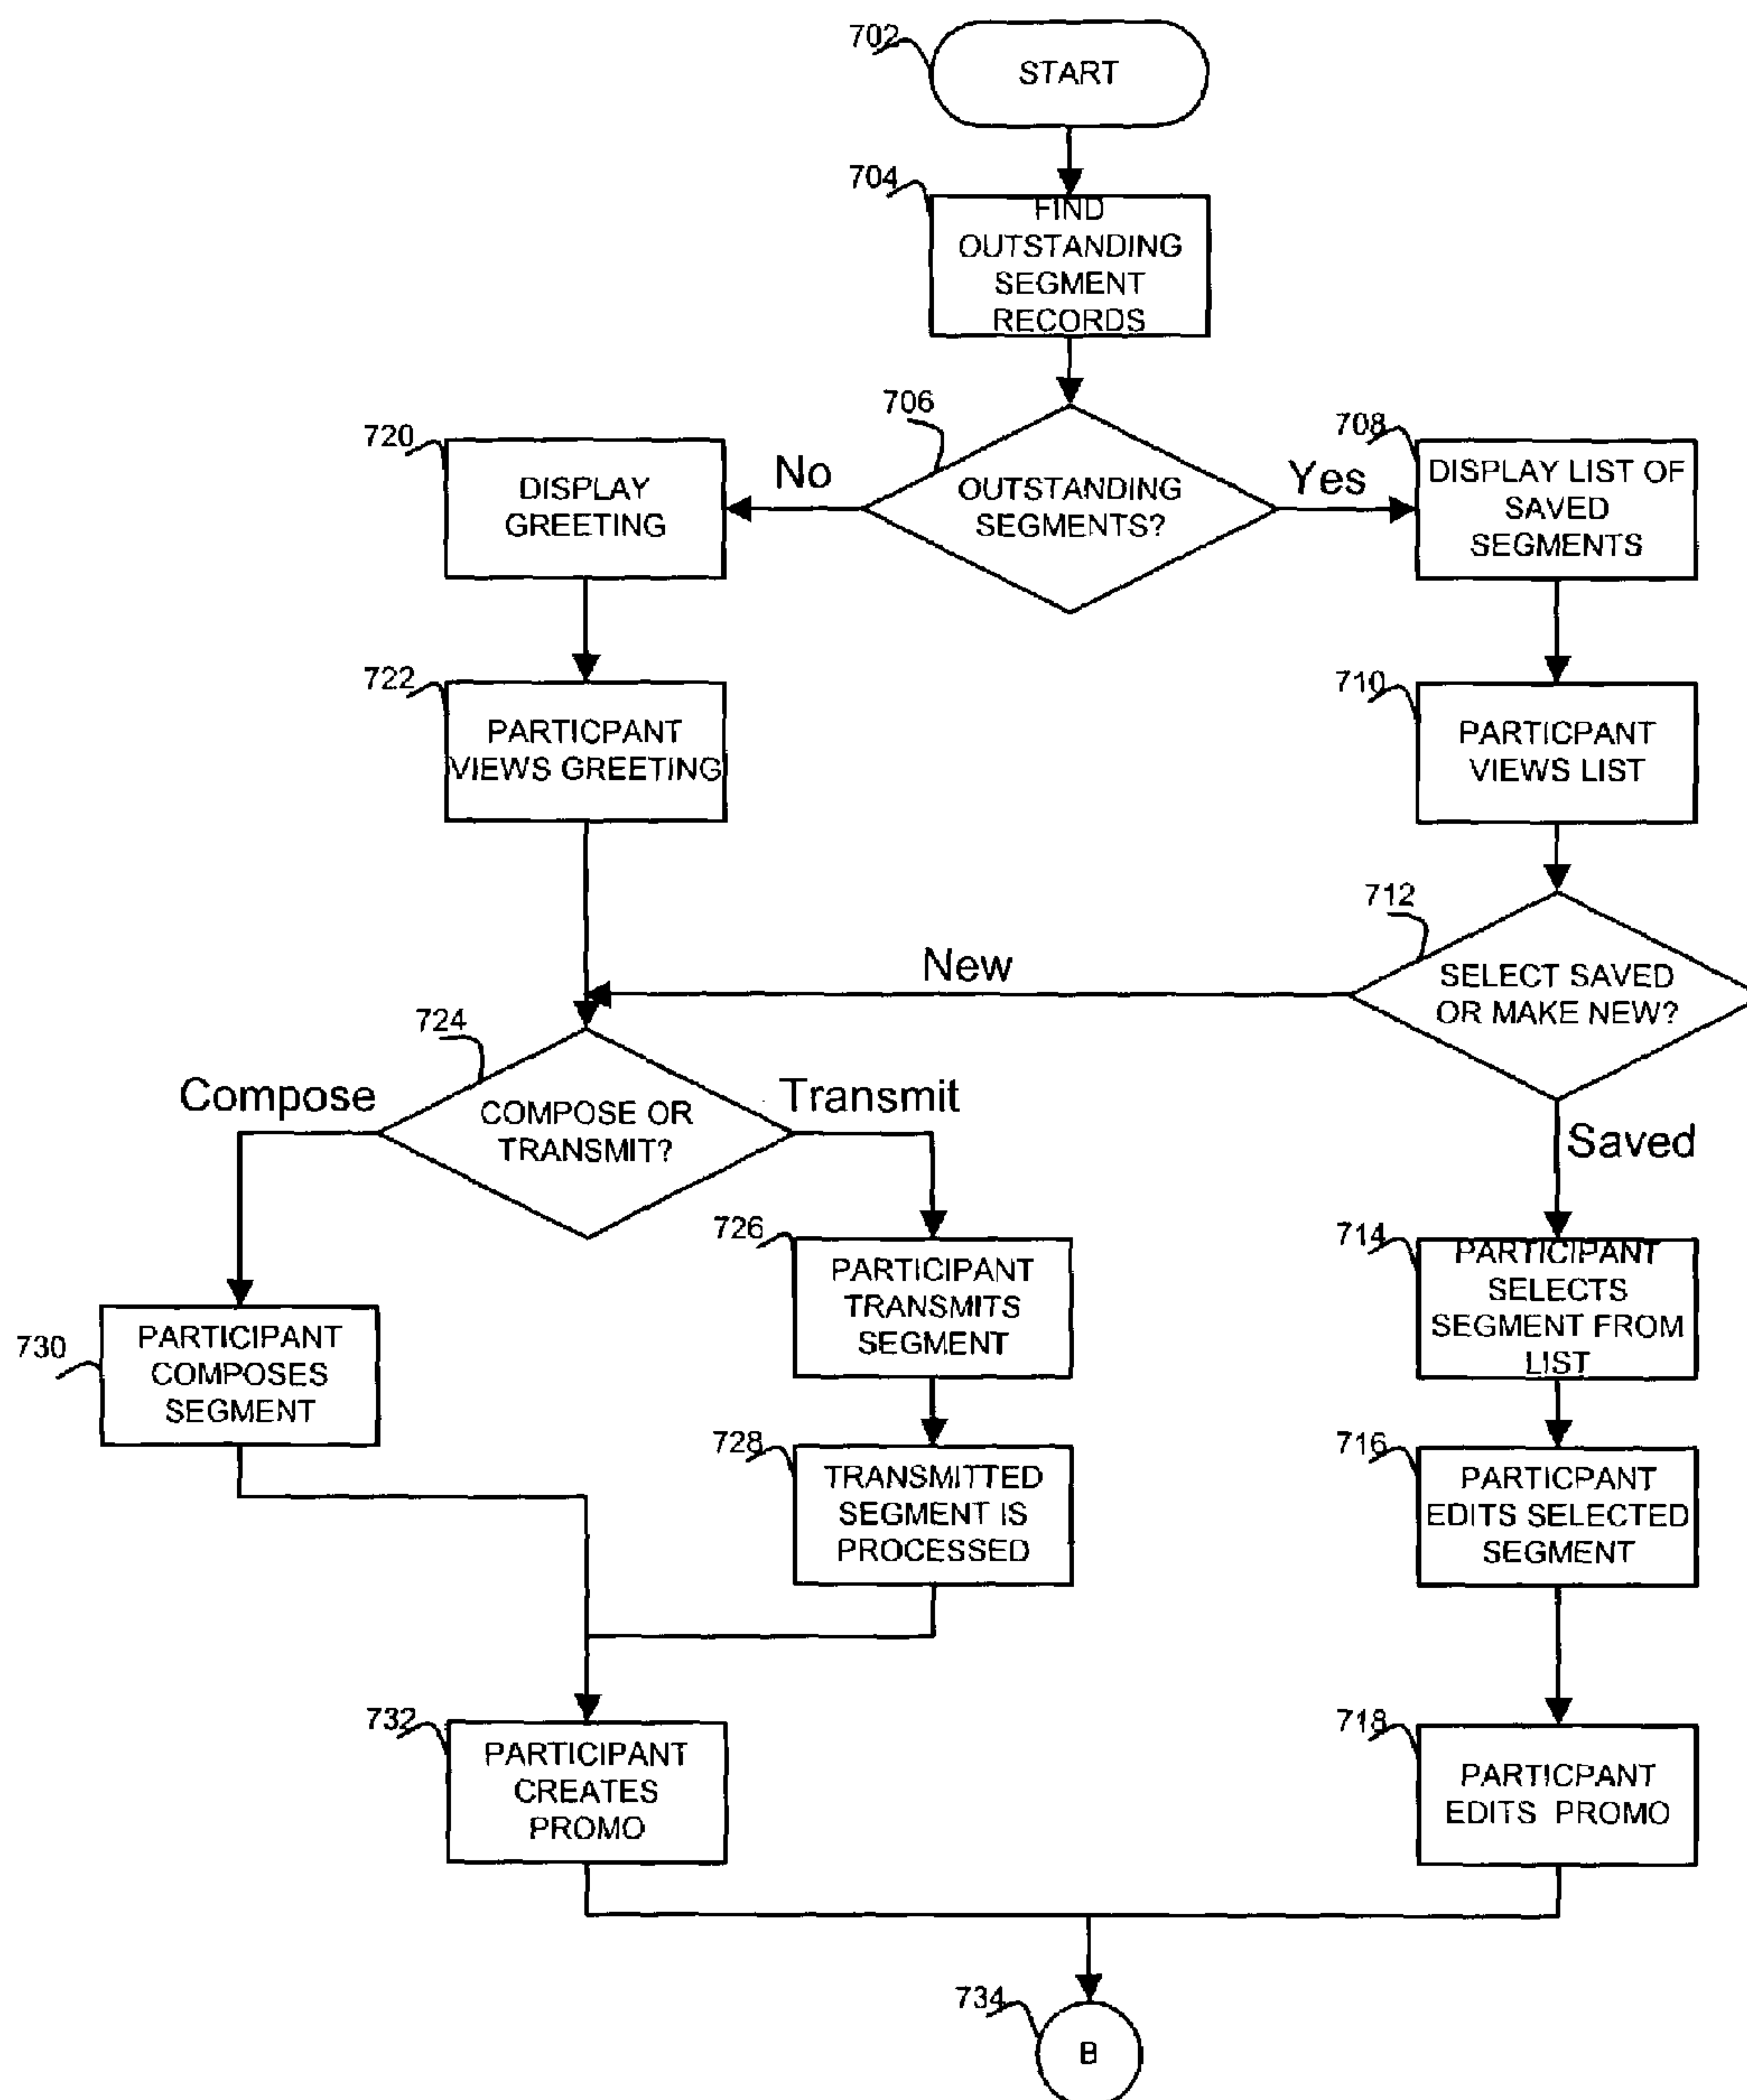 702
START
704
FIND
OUTSTANDING
SEGMENT
RECORDS
706
OUTSTANDING
SEGMENTS?
No
Yes
720
DISPLAY
GREETING
708
DISPLAY LIST OF
SAVED
SEGMENTS
722
PARTICPANT
VIEWS GREETING
710
PARTICPANT
VIEWS LIST
712
SELECT SAVED
OR MAKE NEW?
New
Saved
724
COMPOSE OR
TRANSMIT?
Compose
Transmit
726
PARTICIPANT
TRANSMITS
SEGMENT
714
PARTICIPANT
SELECTS
SEGMENT FROM
LIST
730
PARTICIPANT
COMPOSES
SEGMENT
728
TRANSMITTED
SEGMENT IS
PROCESSED
716
PARTICPANT
EDITS SELECTED
SEGMENT
732
PARTICIPANT
CREATES
PROMO
718
PARTICPANT
EDITS PROMO
734
B